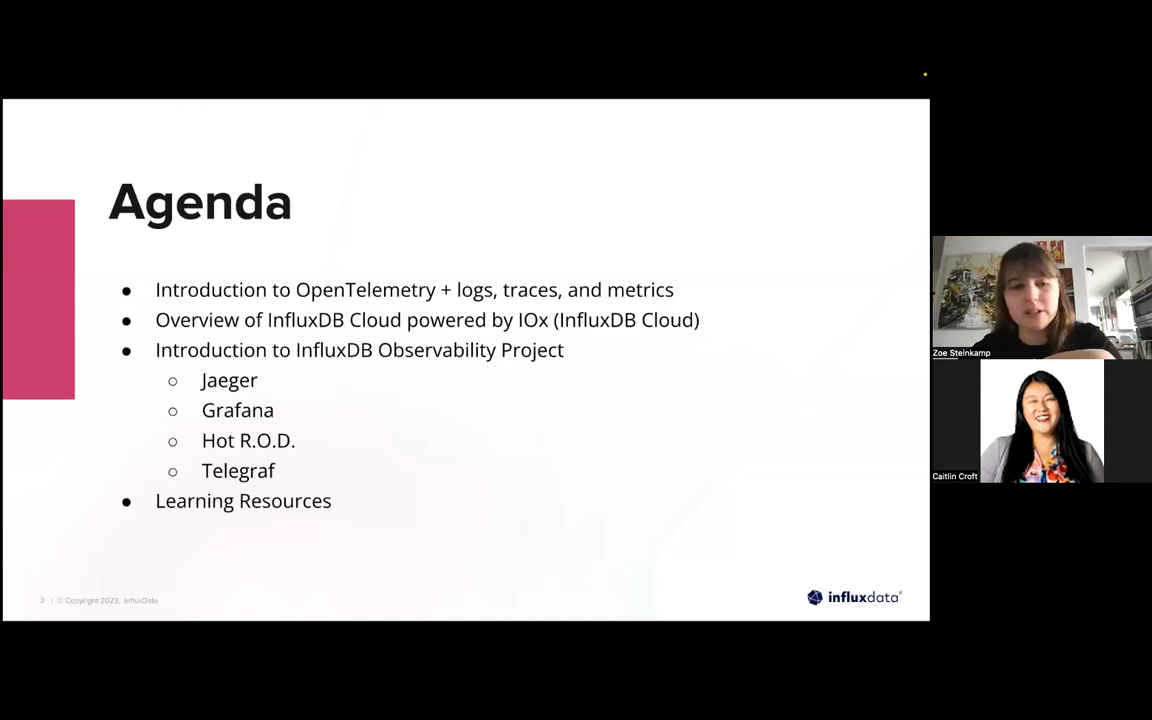 Agenda
● Introduction to OpenTelemetry + logs, traces, and metrics
● Overview of InfluxDB Cloud powered by IOx (InfluxDB Cloud)
● Introduction to InfluxDB Observability Project
○ Jaeger
○ Grafana
○ Hot R.O.D.
○ Telegraf
● Learning Resources
3 | © Copyright 2023, InfluxData
influxdata®
Zoe Steinkamp
Caitlin Croft